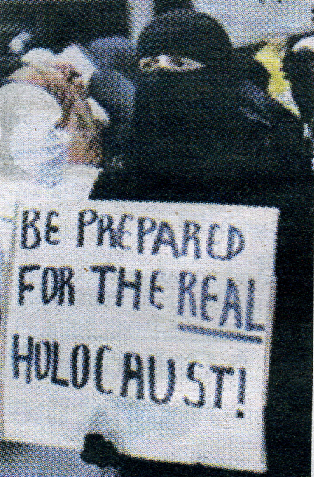 BE PREPARED
FOR THE REAL
HOLOCAUST!